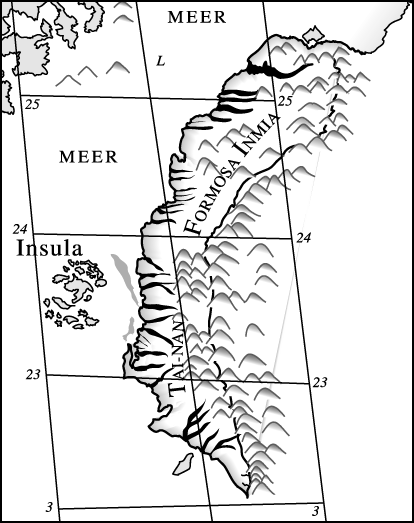 MEER
L
25
25
MEER
FORMOSA INMIA
24
24
Insula
TAI-NAN
23
23
3
3